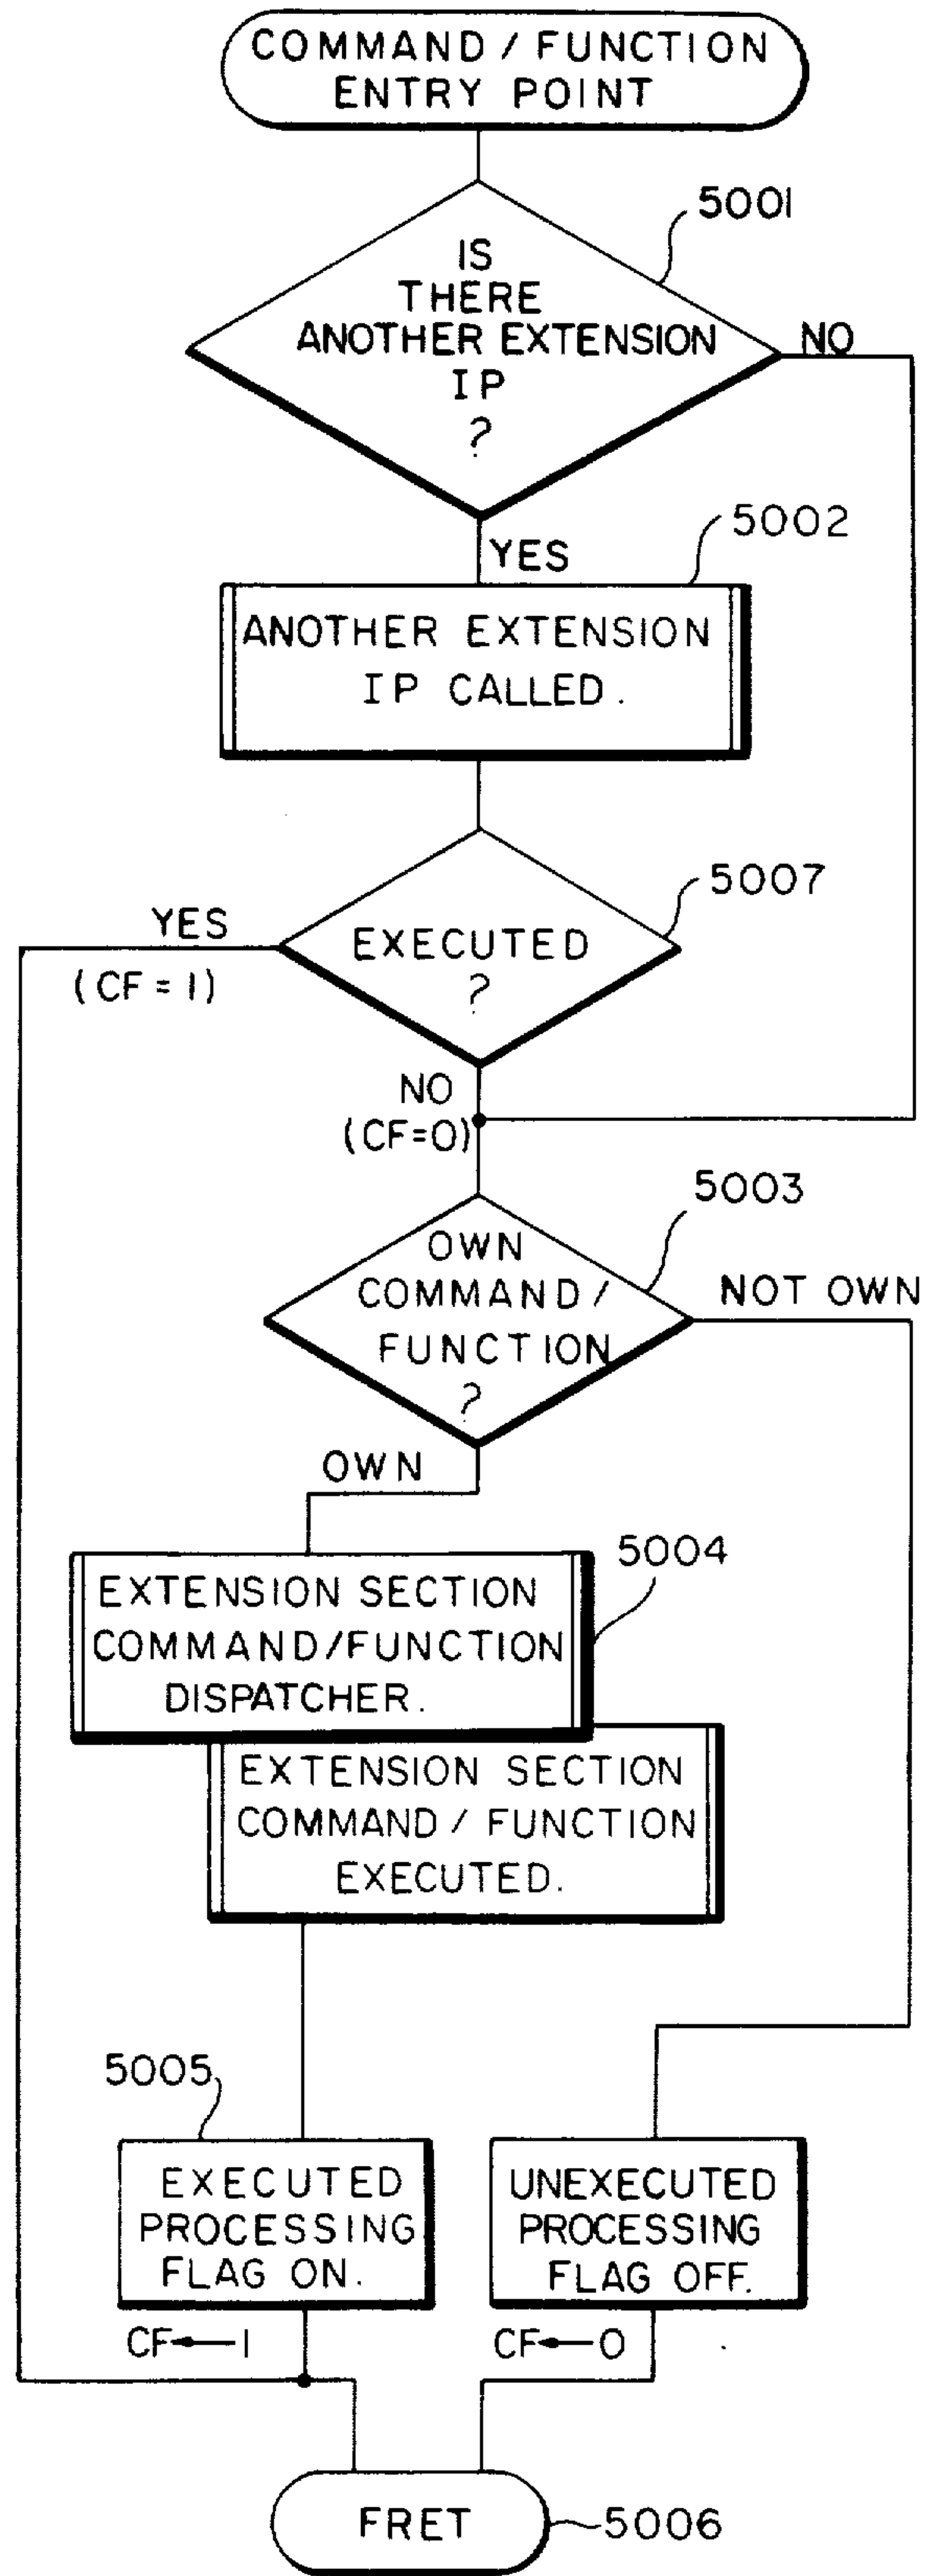 COMMAND / FUNCTION
ENTRY POINT
5001
IS
THERE
ANOTHER EXTENSION
IP
?
NO
YES
5002
ANOTHER EXTENSION
IP CALLED.
5007
EXECUTED
?
YES
(CF = 1)
NO
(CF=0)
5003
OWN
COMMAND /
FUNCTION
?
NOT OWN
OWN
5004
EXTENSION SECTION
COMMAND/FUNCTION
DISPATCHER.
EXTENSION SECTION
COMMAND / FUNCTION
EXECUTED.
5005
EXECUTED
PROCESSING
FLAG ON.
CF←1
UNEXECUTED
PROCESSING
FLAG OFF.
CF←0
FRET
5006